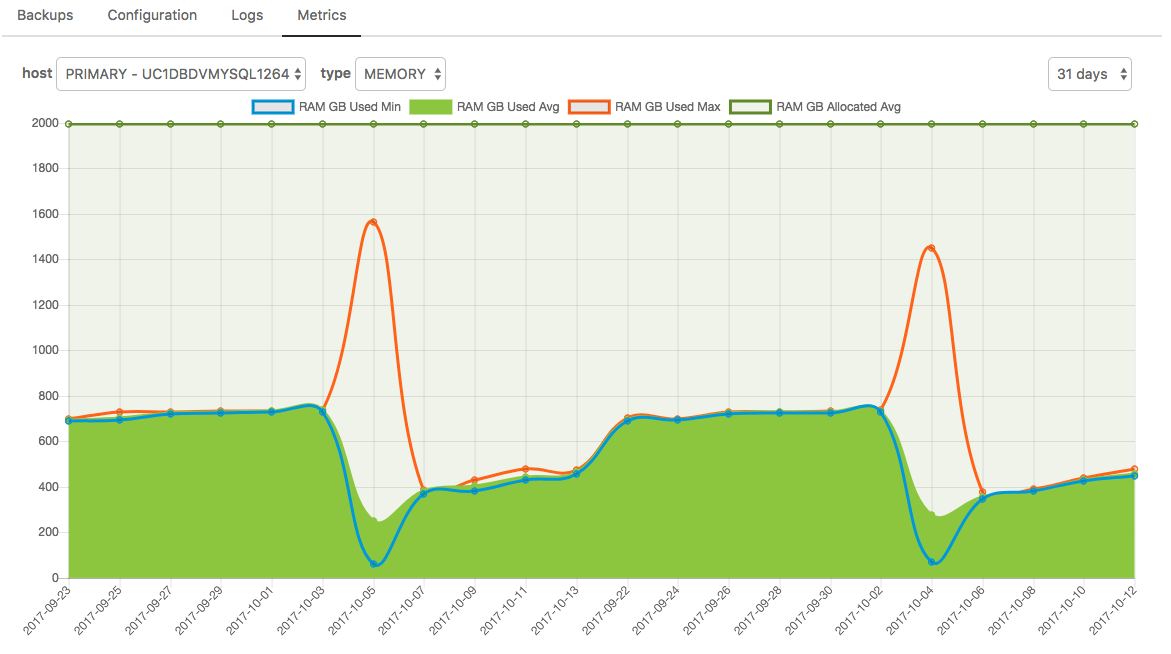 Backups Configuration Logs Metrics
host PRIMARY - UC1DBDVMYSQL1264 type MEMORY 31 days
RAM GB Used Min RAM GB Used Avg RAM GB Used Max RAM GB Allocated Avg
2000
1800
1600
1400
1200
1000
800
600
400
200
0
2017-09-23 2017-09-25 2017-09-27 2017-09-29 2017-10-01 2017-10-03 2017-10-05 2017-10-07 2017-10-09 2017-10-11 2017-10-13 2017-09-22 2017-09-24 2017-09-26 2017-09-28 2017-09-30 2017-10-02 2017-10-04 2017-10-06 2017-10-08 2017-10-10 2017-10-12